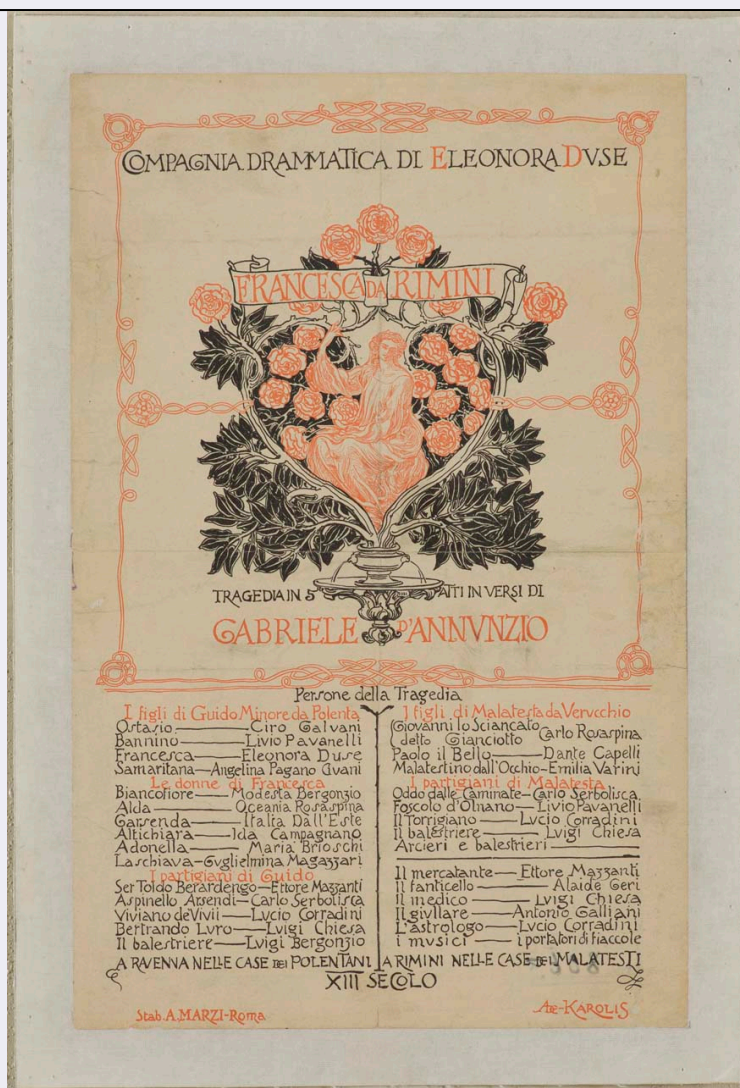 COMPAGNIA DRAMMATICA DI ELEONORA DVSE
FRANCESCA DA RIMINI
TRAGEDIA IN 5 ATTI IN VERSI DI
GABRIELE D'ANNVNZIO
Persone della Tragedia
I figli di Guido Minore da Polenta
Ostasio — Ciro Galvani
Bannino — Livio Pavanelli
Francesca — Eleonora Duse
Samaritana — Angelina Pagano Gvani
Le donne di Francesca
Biancofiore — Modesta Bergonzio
Alda — Oceania Rosaspina
Garsenda — Italia Dall'Este
Altichiara — Ida Campagnano
Adonella — Maria Brioschi
La schiava — Gvglielmina Magazzari
I partigiani di Guido
Ser Toldo Berardengo — Ettore Mazzanti
Aspinello Arsendi — Carlo Serbolisca
Viviano de Vivii — Lvcio Corradini
Bertrando Lvro — Lvigi Chiesa
Il balestriere — Lvigi Bergonzio
A RAVENNA NELLE CASE DEI POLENTANI
I figli di Malatesta da Vervcchio
Giovanni lo Sciancato
detto Gianciotto — Carlo Rosaspina
Paolo il Bello — Dante Capelli
Malatestino dall'Occhio — Emilia Varini
I partigiani di Malatesta
Oddo dalle Caminate — Carlo Serbolisca
Foscolo d'Olnano — Livio Pavanelli
Il Torrigiano — Lvcio Corradini
Il balestriere — Lvigi Chiesa
Arcieri e balestrieri
Il mercatante — Ettore Mazzanti
Il fanticello — Alaide Geri
Il medico — Lvigi Chiesa
Il givllare — Antonio Galliani
L'astrologo — Lvcio Corradini
i mvsici — i portatori di fiaccole
A RIMINI NELLE CASE DEI MALATESTI
XIII SECOLO
Stab. A. MARZI - Roma
ADE-KAROLIS